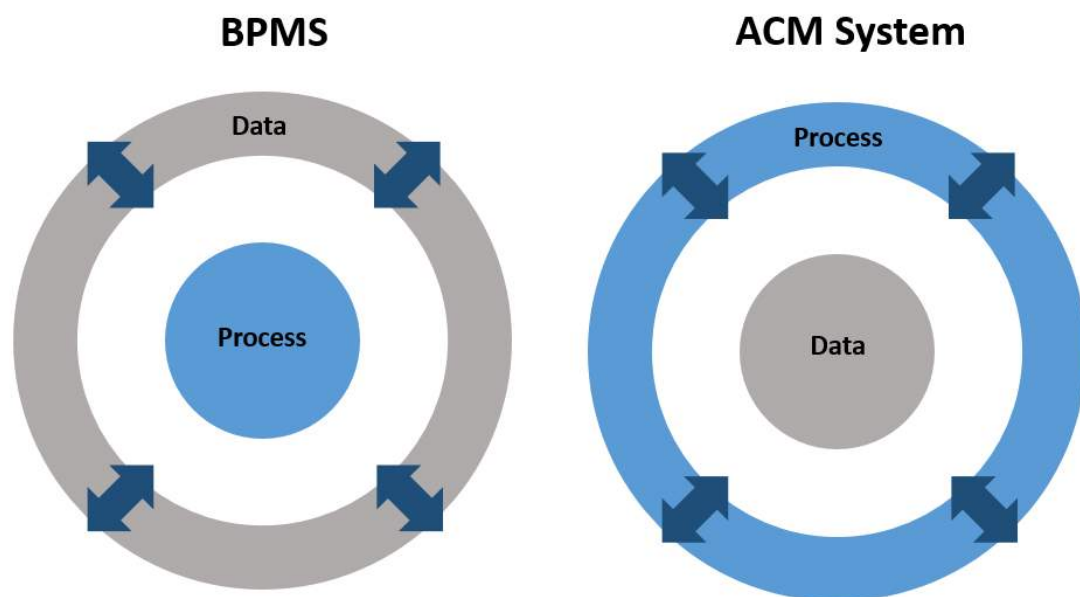 BPMS
Data
Process
ACM System
Process
Data